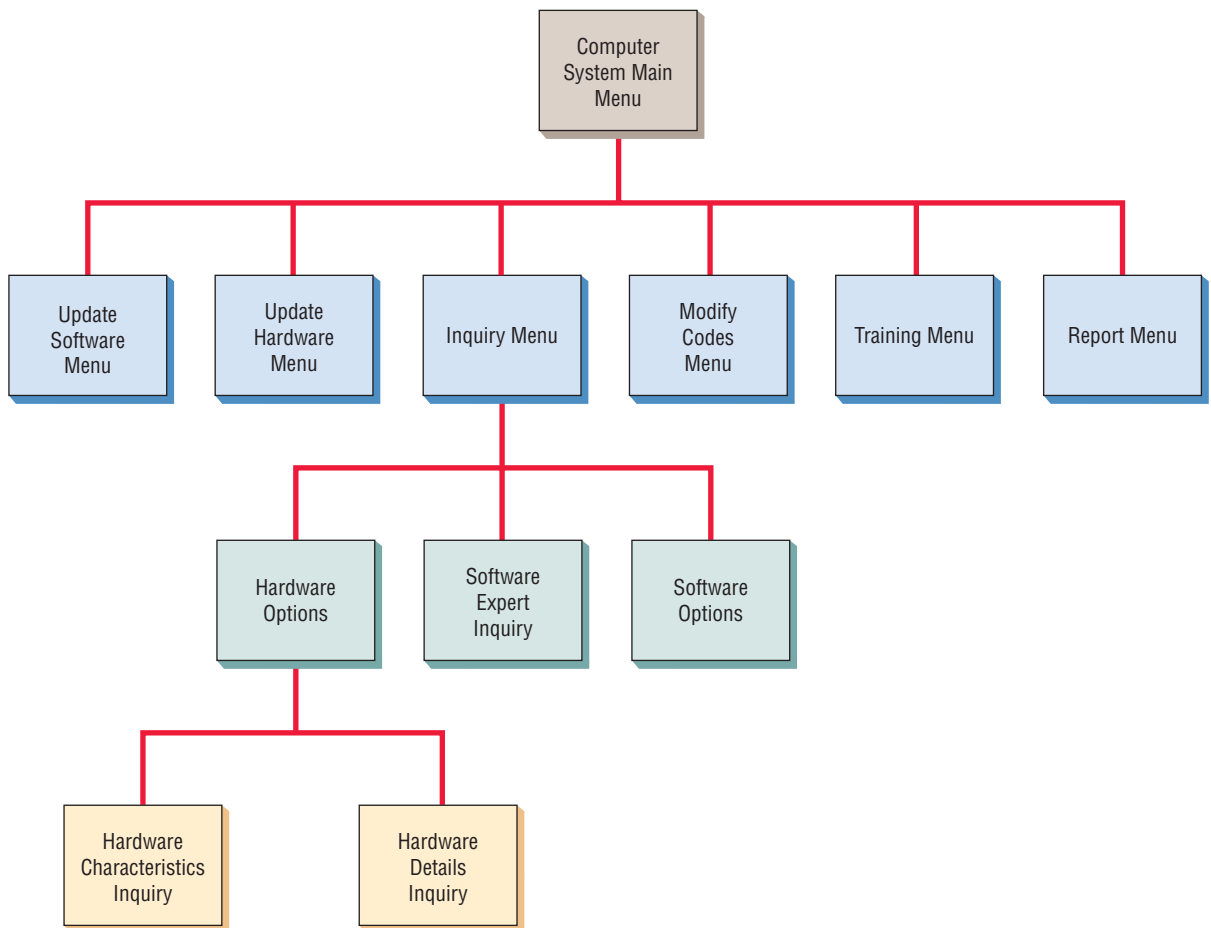 Computer
System Main
Menu
Update
Software
Menu
Update
Hardware
Menu
Inquiry Menu
Modify
Codes
Menu
Training Menu
Report Menu
Hardware
Options
Software
Expert
Inquiry
Software
Options
Hardware
Characteristics
Inquiry
Hardware
Details
Inquiry